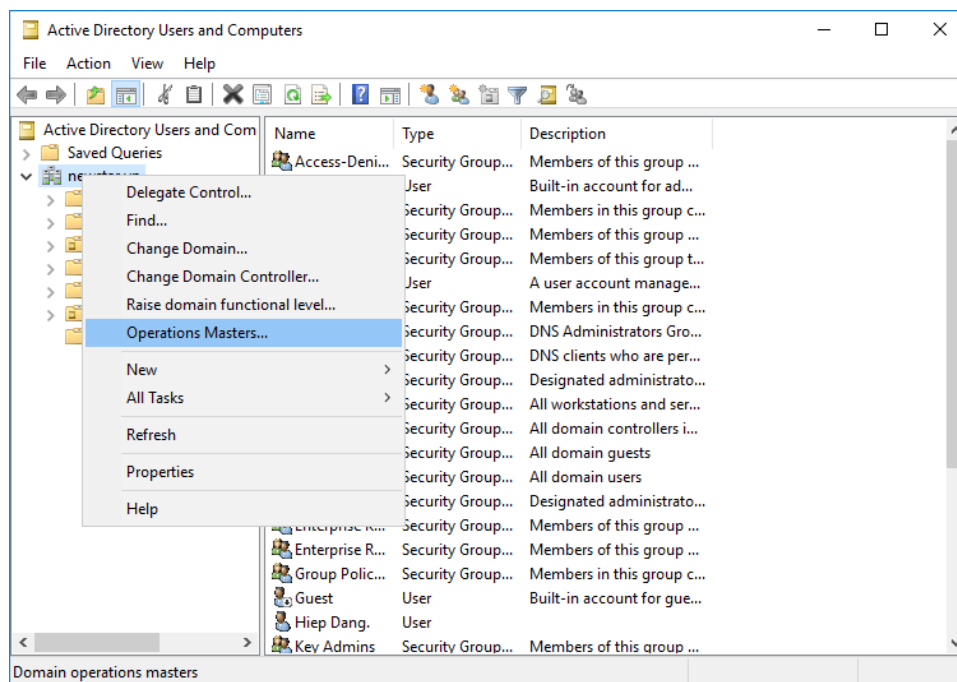 Active Directory Users and Computers
File Action View Help
Active Directory Users and Com
Saved Queries
Name Type Description
Access-Deni... Security Group... Members of this group ...
User Built-in account for ad...
Security Group... Members in this group c...
Security Group... Members of this group ...
Security Group... Members of this group t...
User A user account manage...
Security Group... Members in this group c...
Security Group... DNS Administrators Gro...
Security Group... DNS clients who are per...
Security Group... Designated administrato...
Security Group... All workstations and ser...
Security Group... All domain controllers i...
Security Group... All domain guests
Security Group... All domain users
Security Group... Designated administrato...
Enterprise R... Security Group... Members of this group ...
Enterprise R... Security Group... Members of this group ...
Group Polic... Security Group... Members in this group c...
Guest User Built-in account for gue...
Hiep Dang. User
Key Admins Security Group... Members of this group ...
Delegate Control...
Find...
Change Domain...
Change Domain Controller...
Raise domain functional level...
Operations Masters...
New
All Tasks
Refresh
Properties
Help
Domain operations masters